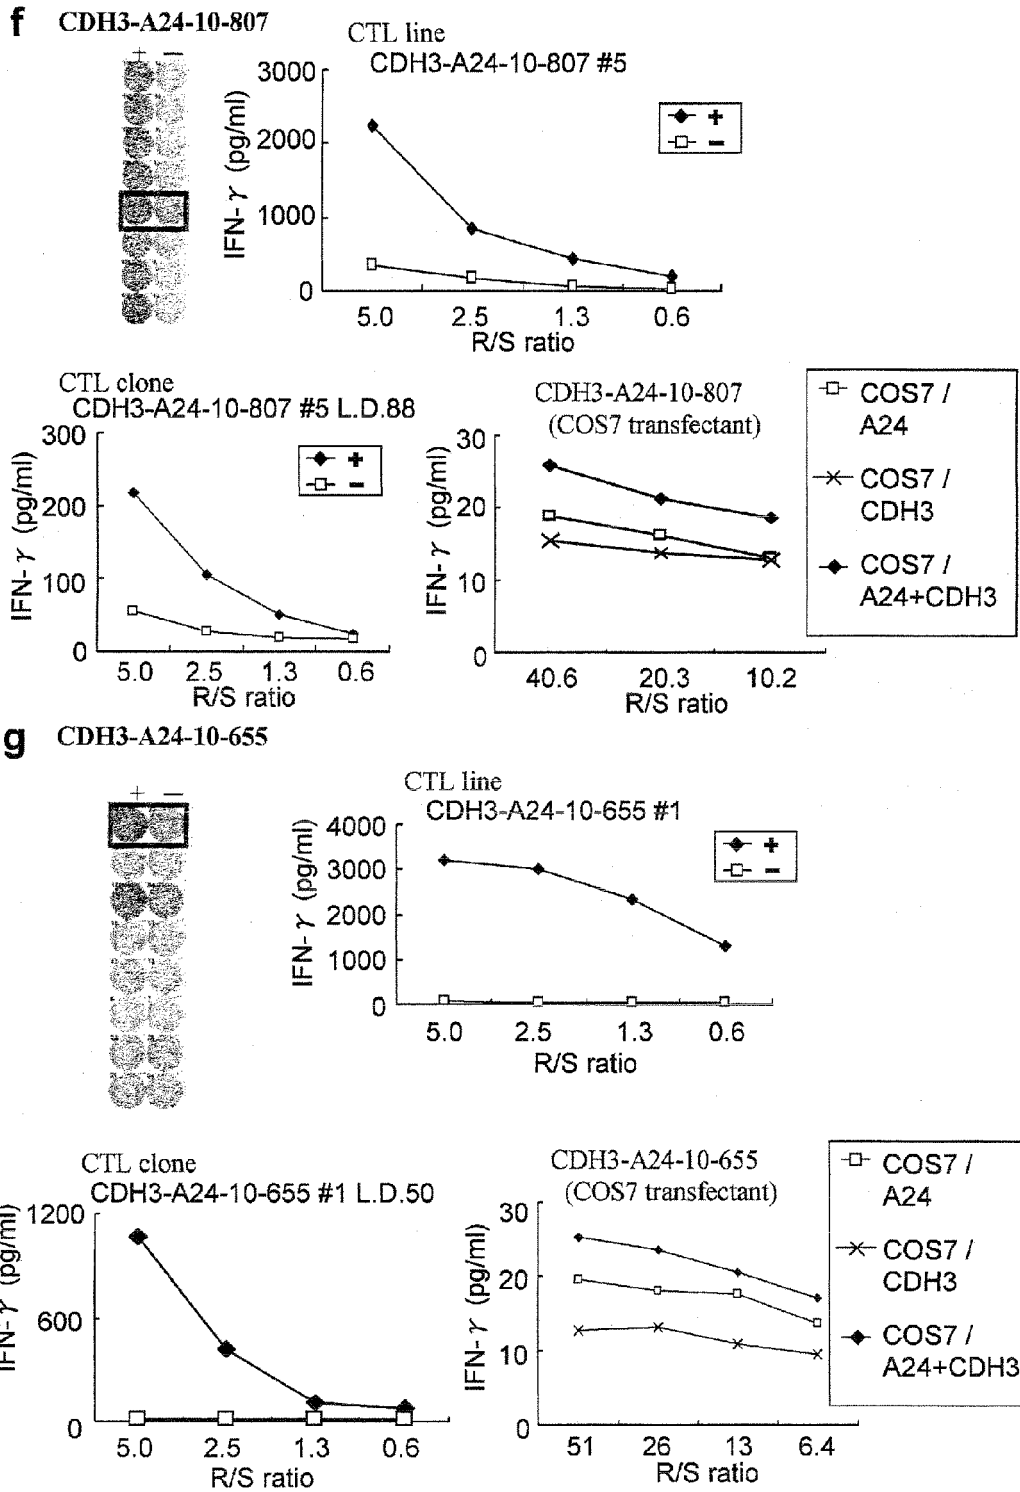 f CDH3-A24-10-807
+ −
CTL line
CDH3-A24-10-807 #5
IFN-γ (pg/ml)
3000
2000
1000
0
5.0 2.5 1.3 0.6
R/S ratio
+
−
CTL clone
CDH3-A24-10-807 #5 L.D.88
IFN-γ (pg/ml)
300
200
100
0
5.0 2.5 1.3 0.6
R/S ratio
+
−
CDH3-A24-10-807
(COS7 transfectant)
IFN-γ (pg/ml)
30
20
10
0
40.6 20.3 10.2
R/S ratio
COS7 /
A24
COS7 /
CDH3
COS7 /
A24+CDH3
g CDH3-A24-10-655
+ −
CTL line
CDH3-A24-10-655 #1
IFN-γ (pg/ml)
4000
3000
2000
1000
0
5.0 2.5 1.3 0.6
R/S ratio
+
−
CTL clone
CDH3-A24-10-655 #1 L.D.50
IFN-γ (pg/ml)
1200
600
0
5.0 2.5 1.3 0.6
R/S ratio
CDH3-A24-10-655
(COS7 transfectant)
IFN-γ (pg/ml)
30
20
10
0
51 26 13 6.4
R/S ratio
COS7 /
A24
COS7 /
CDH3
COS7 /
A24+CDH3